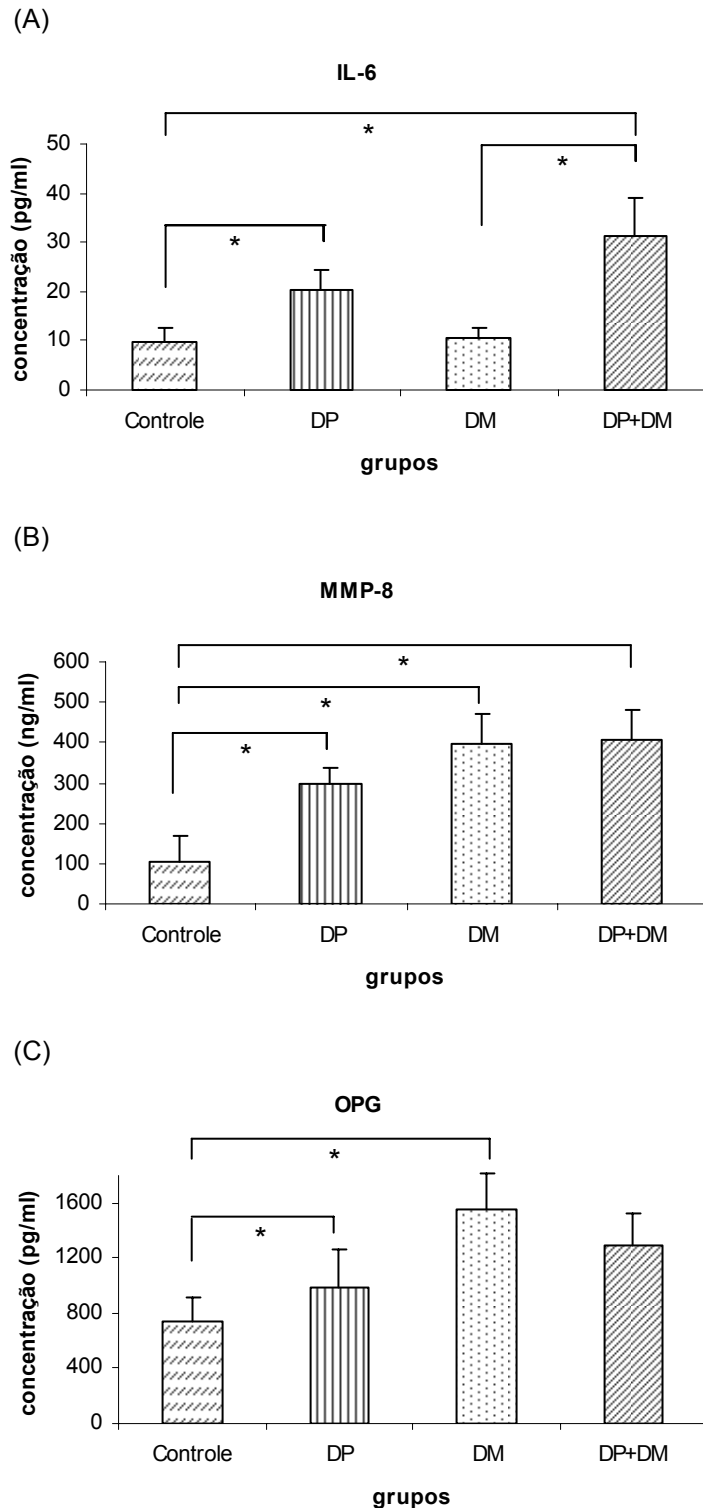 (A)
IL-6
*
*
*
50
40
30
20
10
0
concentração (pg/ml)
Controle DP DM DP+DM
grupos
(B)
MMP-8
*
*
*
600
500
400
300
200
100
0
concentração (ng/ml)
Controle DP DM DP+DM
grupos
(C)
OPG
*
*
1600
1200
800
400
0
concentração (pg/ml)
Controle DP DM DP+DM
grupos